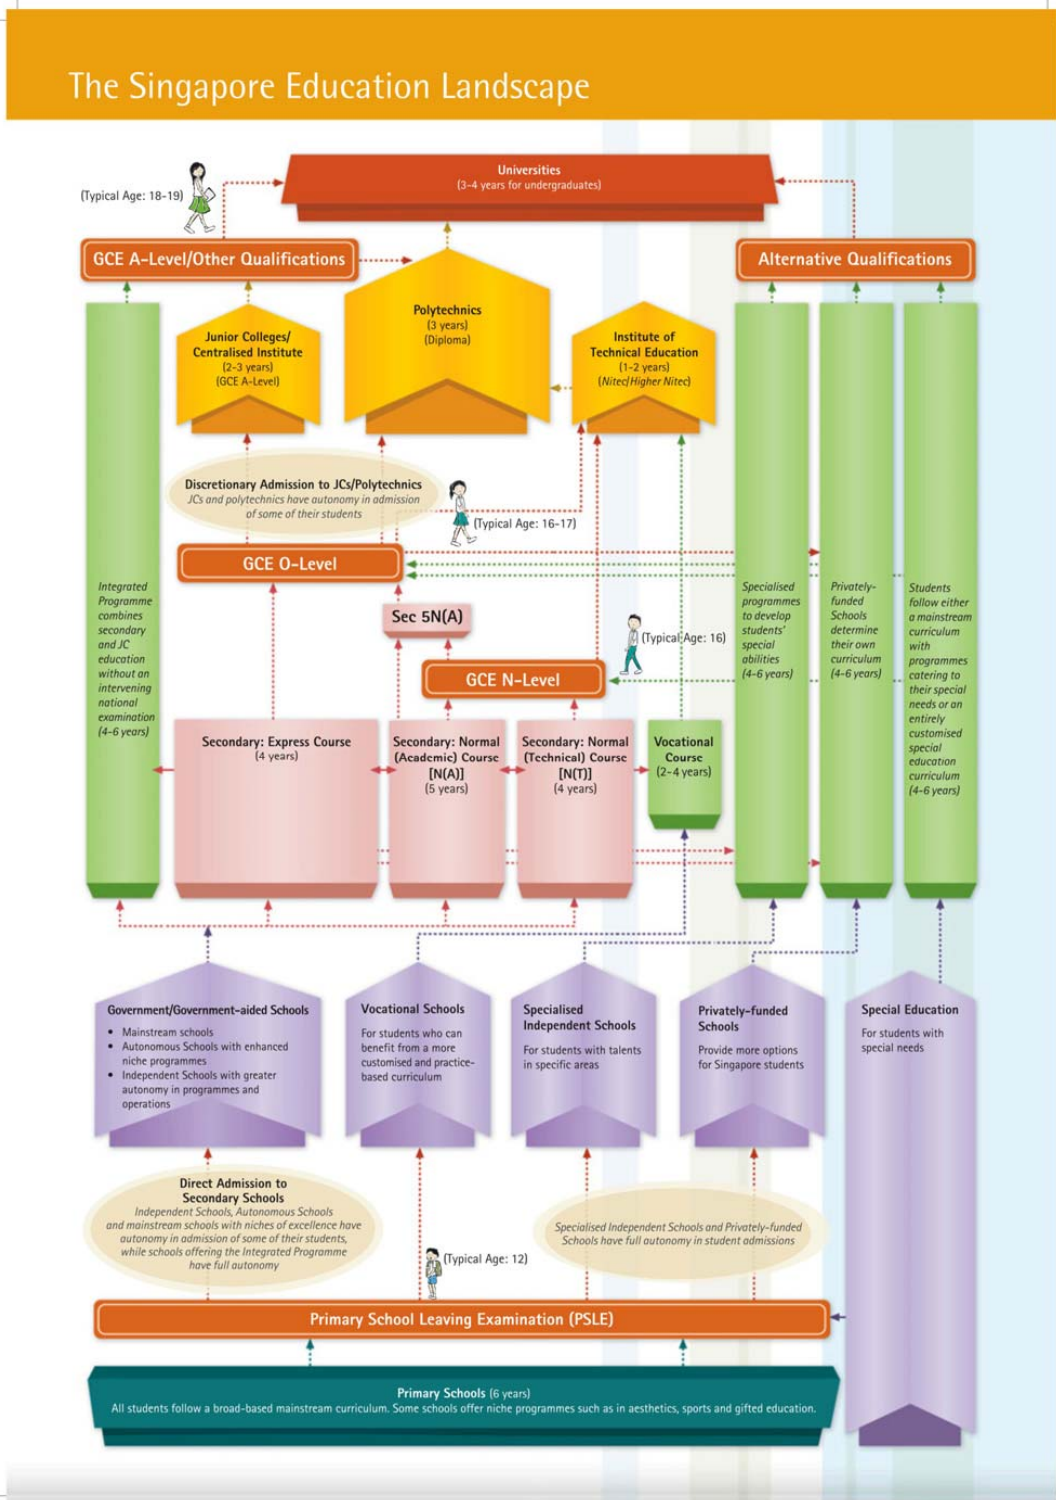 The Singapore Education Landscape
Universities
(3-4 years for undergraduates)
(Typical Age: 18-19)
GCE A-Level/Other Qualifications
Alternative Qualifications
Polytechnics
(3 years)
(Diploma)
Junior Colleges/
Centralised Institute
(2-3 years)
(GCE A-Level)
Institute of
Technical Education
(1-2 years)
(Nitec/Higher Nitec)
Discretionary Admission to JCs/Polytechnics
JCs and polytechnics have autonomy in admission
of some of their students
(Typical Age: 16-17)
GCE O-Level
Integrated
Programme
combines
secondary
and JC
education
without an
intervening
national
examination
(4-6 years)
Specialised
programmes
to develop
students'
special
abilities
(4-6 years)
Privately-
funded
Schools
determine
their own
curriculum
(4-6 years)
Students
follow either
a mainstream
curriculum
with
programmes
catering to
their special
needs or an
entirely
customised
special
education
curriculum
(4-6 years)
Sec 5N(A)
(Typical Age: 16)
GCE N-Level
Secondary: Express Course
(4 years)
Secondary: Normal
(Academic) Course
[N(A)]
(5 years)
Secondary: Normal
(Technical) Course
[N(T)]
(4 years)
Vocational
Course
(2-4 years)
Government/Government-aided Schools
• Mainstream schools
• Autonomous Schools with enhanced
niche programmes
• Independent Schools with greater
autonomy in programmes and
operations
Vocational Schools
For students who can
benefit from a more
customised and practice-
based curriculum
Specialised
Independent Schools
For students with talents
in specific areas
Privately-funded
Schools
Provide more options
for Singapore students
Special Education
For students with
special needs
Direct Admission to
Secondary Schools
Independent Schools, Autonomous Schools
and mainstream schools with niches of excellence have
autonomy in admission of some of their students,
while schools offering the Integrated Programme
have full autonomy
Specialised Independent Schools and Privately-funded
Schools have full autonomy in student admissions
(Typical Age: 12)
Primary School Leaving Examination (PSLE)
Primary Schools (6 years)
All students follow a broad-based mainstream curriculum. Some schools offer niche programmes such as in aesthetics, sports and gifted education.